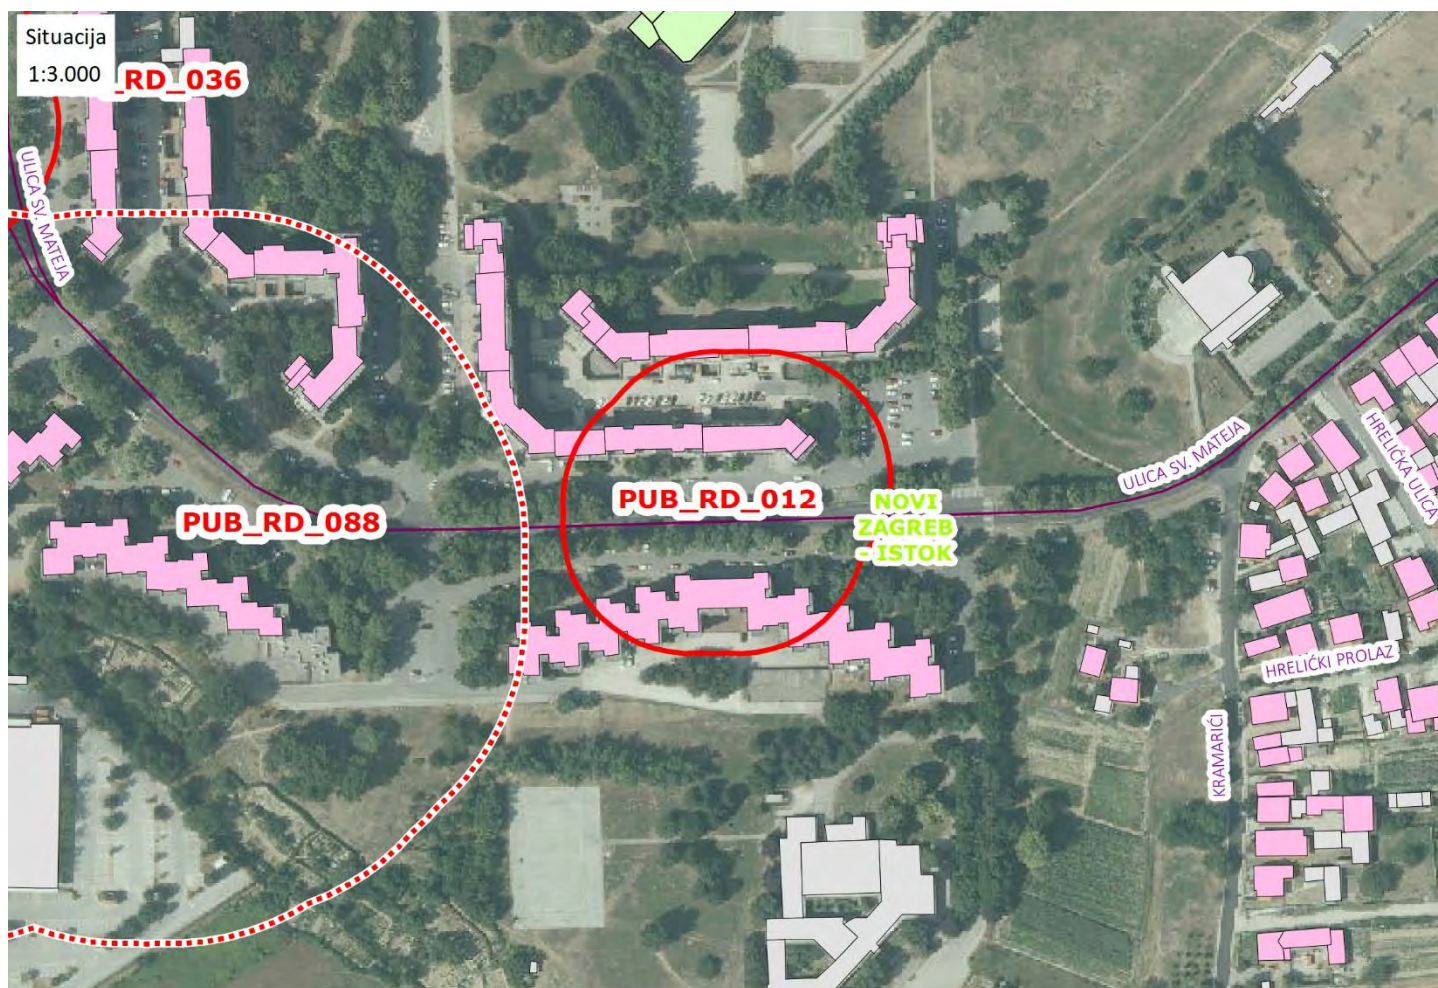 Situacija
1:3.000
_RD_036
ULICA SV. MATEJA
PUB_RD_088
PUB_RD_012
NOVI
ZAGREB
- ISTOK
ULICA SV. MATEJA
HRELIĆKA ULICA
HRELIĆKI PROLAZ
KRAMARIĆI